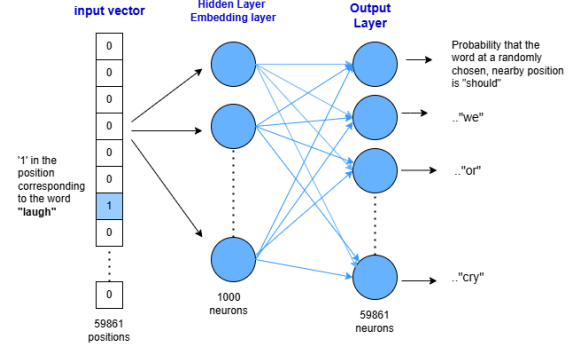 input vector
Hidden Layer
Embedding layer
Output
Layer
0
0
0
0
0
0
1
0
0
'1' in the
position
corresponding
to the word
"laugh"
59861
positions
1000
neurons
59861
neurons
Probability that the
word at a randomly
chosen, nearby position
is "should"
.."we"
.."or"
.."cry"